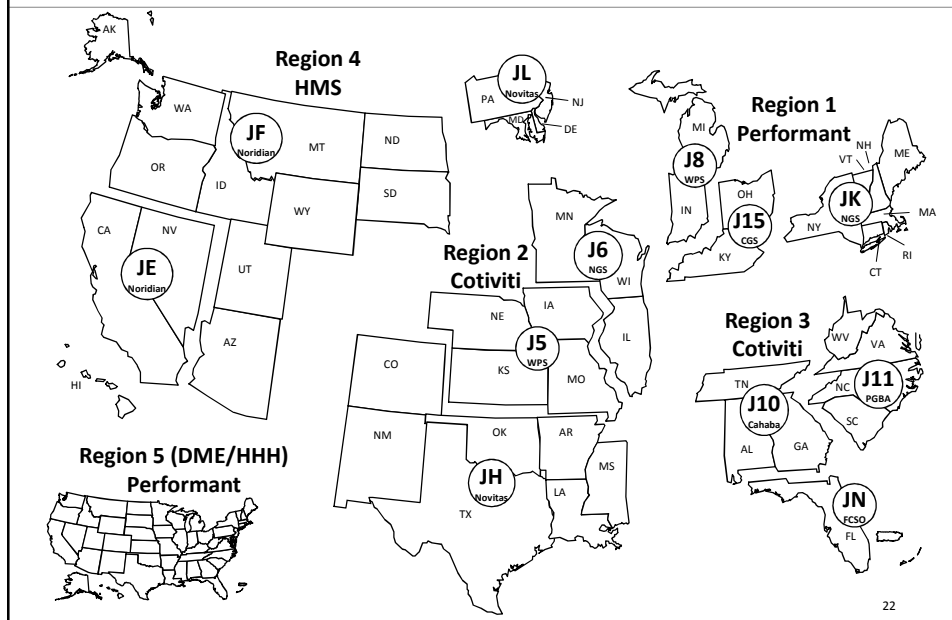 AK
Region 4
HMS
WA
JF
Noridian
MT
ND
OR
ID
SD
WY
CA
NV
JE
Noridian
UT
AZ
HI
JL
Novitas
PA
NJ
MD
DE
MI
J8
WPS
IN
OH
J15
CGS
KY
Region 1
Performant
NH
VT
ME
JK
NGS
NY
MA
RI
CT
MN
J6
NGS
WI
Region 2
Cotiviti
NE
IA
IL
J5
WPS
KS
MO
CO
NM
OK
AR
MS
JH
Novitas
LA
TX
Region 3
Cotiviti
WV
VA
TN
NC
J11
PGBA
J10
Cahaba
SC
AL
GA
JN
FCSO
FL
Region 5 (DME/HHH)
Performant
22